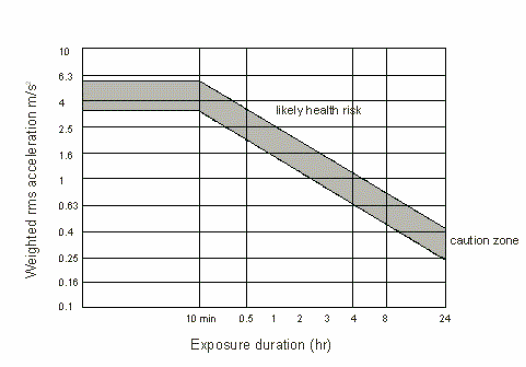 Weighted rms acceleration m/s²
10
6.3
4
2.5
1.6
1
0.63
0.4
0.25
0.16
0.1
likely health risk
caution zone
10 min 0.5 1 2 3 4 8 24
Exposure duration (hr)